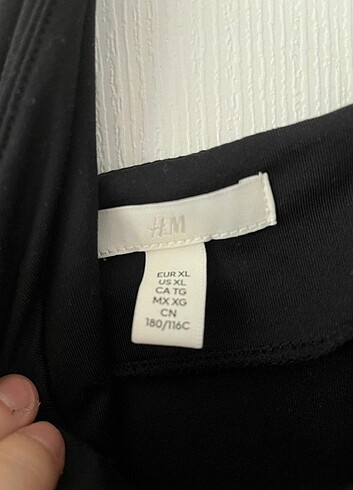 H&M
EUR XL
US XL
CA TG
MX XG
CN
180/116C